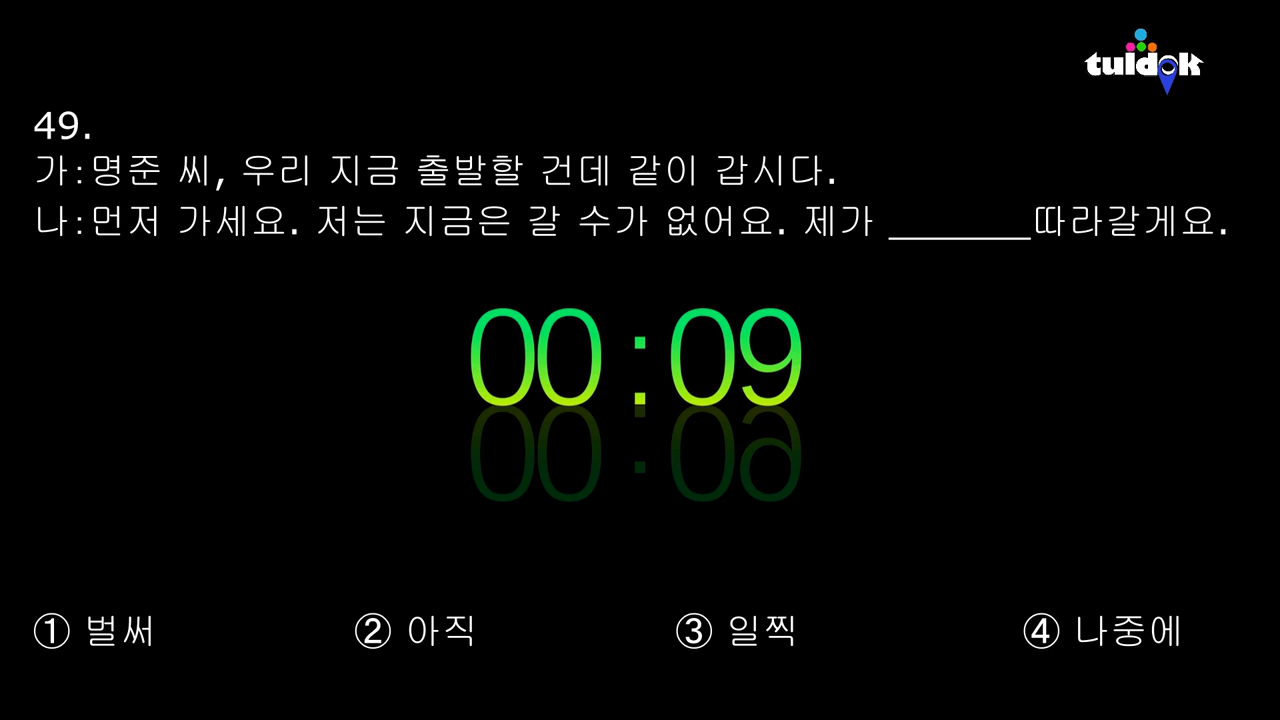 tuldok
49.
가:명준 씨, 우리 지금 출발할 건데 같이 갑시다.
나:먼저 가세요. 저는 지금은 갈 수가 없어요. 제가 _______따라갈게요.
00:09
① 벌써 ② 아직 ③ 일찍 ④ 나중에